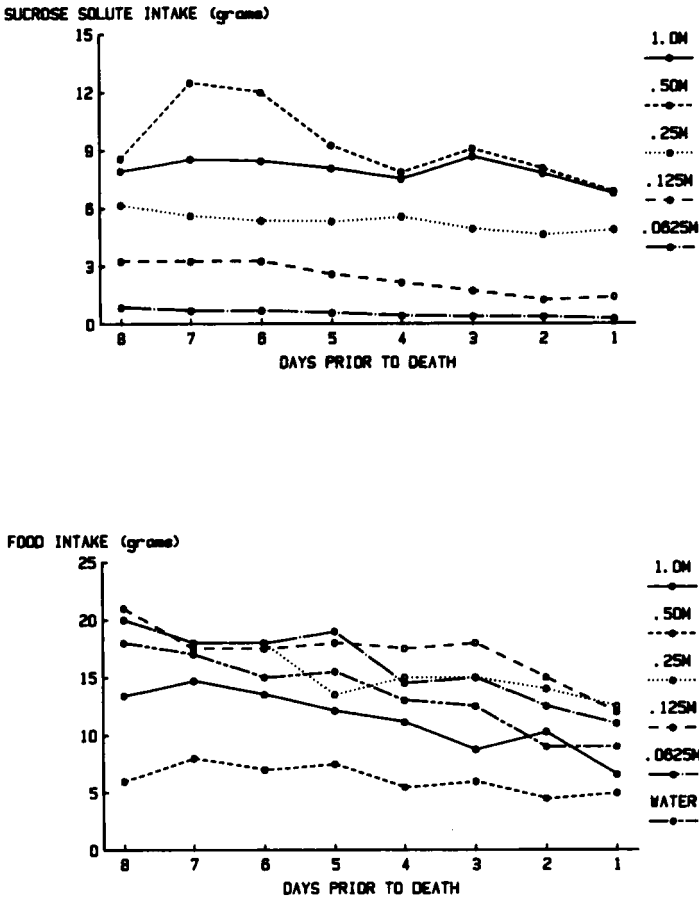 SUCROSE SOLUTE INTAKE (grams)
15
12
9
6
3
0
8 7 6 5 4 3 2 1
DAYS PRIOR TO DEATH
1.0M
.50M
.25M
.125M
.0625M
FOOD INTAKE (grams)
25
20
15
10
5
0
8 7 6 5 4 3 2 1
DAYS PRIOR TO DEATH
1.0M
.50M
.25M
.125M
.0625M
WATER